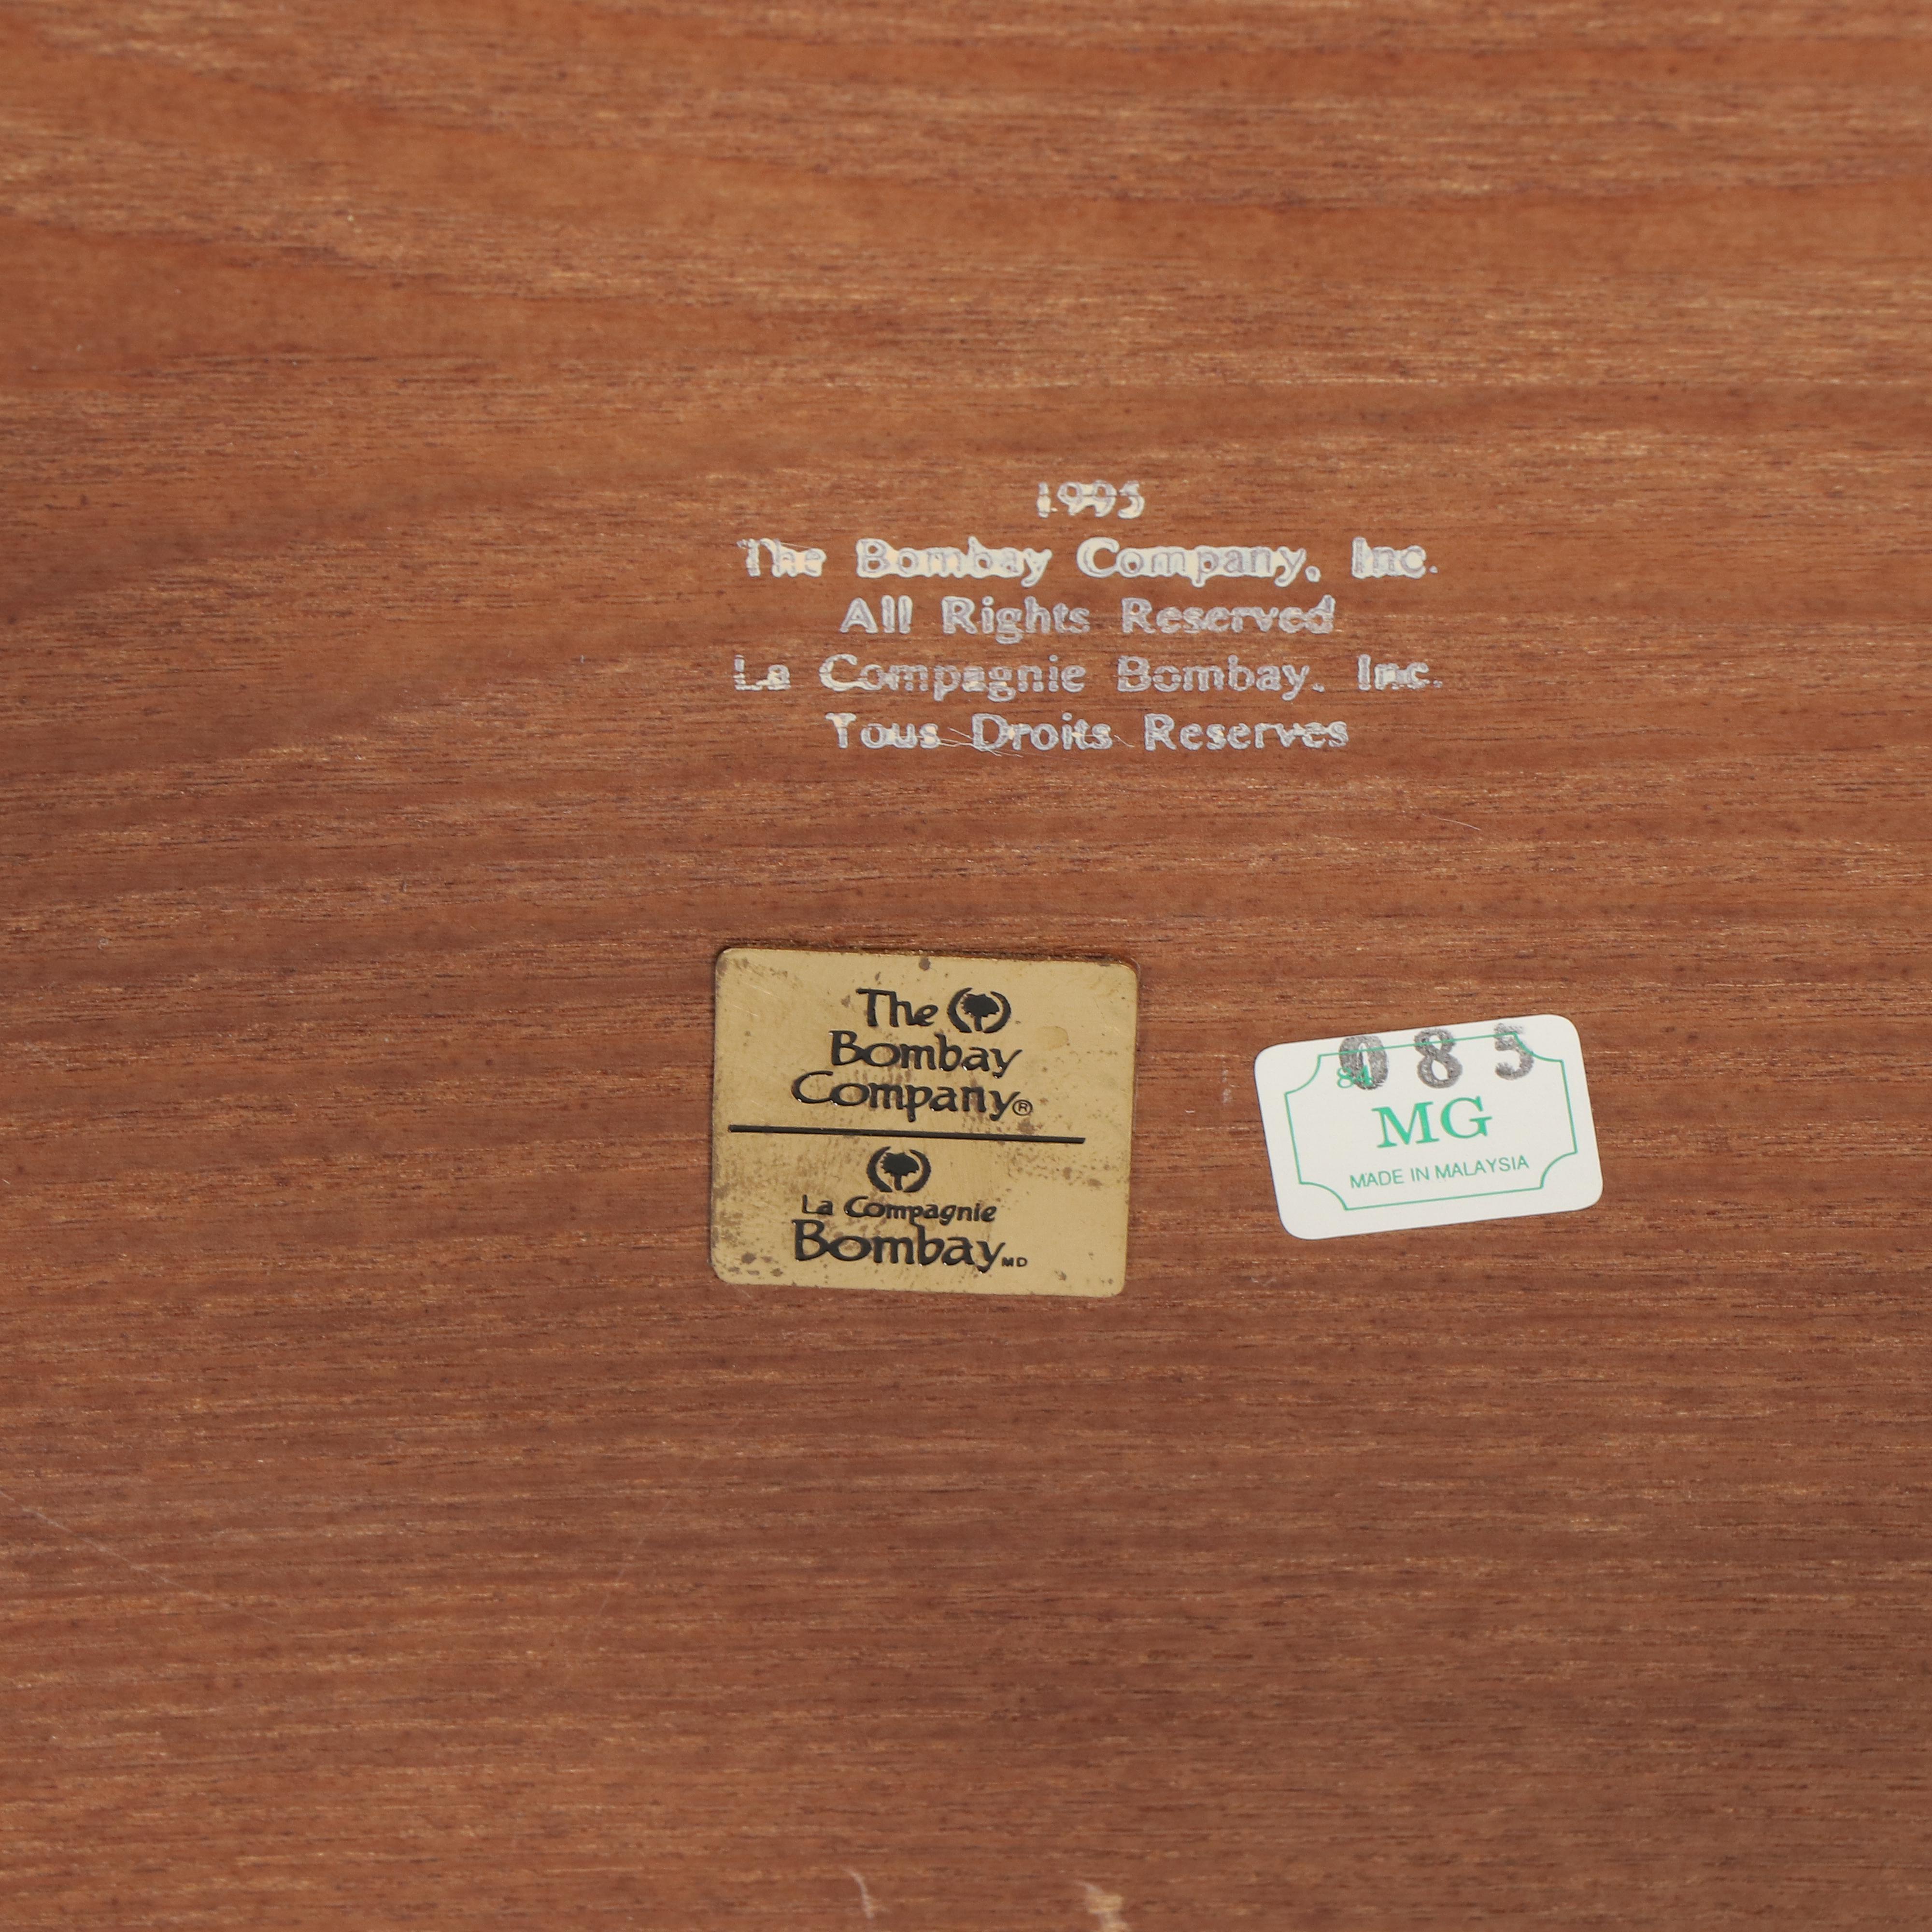 1995
The Bombay Company, Inc.
All Rights Reserved
La Compagnie Bombay, Inc.
Tous Droits Reserves
The
Bombay
Company®
La Compagnie
Bombay MD
085
MG
MADE IN MALAYSIA